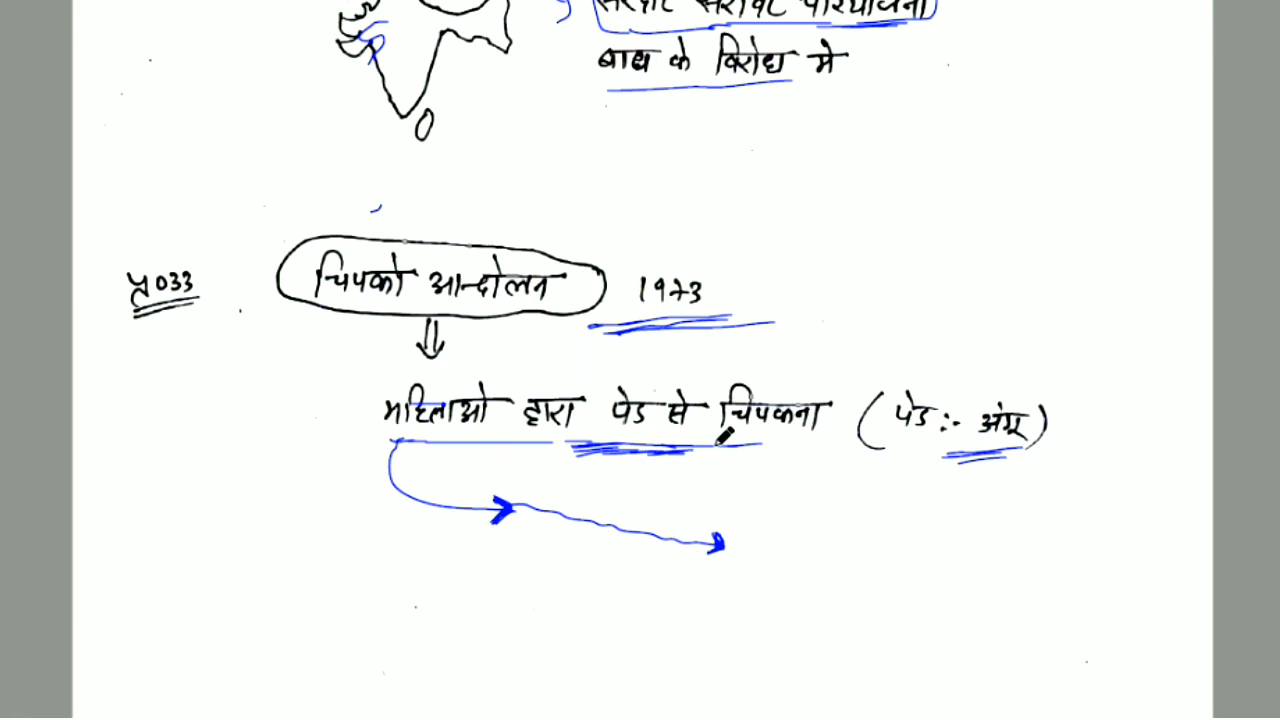 सरदार सरोवर परियोजना
बाध के विरोध मे
प्र033 चिपको आन्दोलन 1973
महिलाओ द्वारा पेड से चिपकना (पेड :- अंगू)